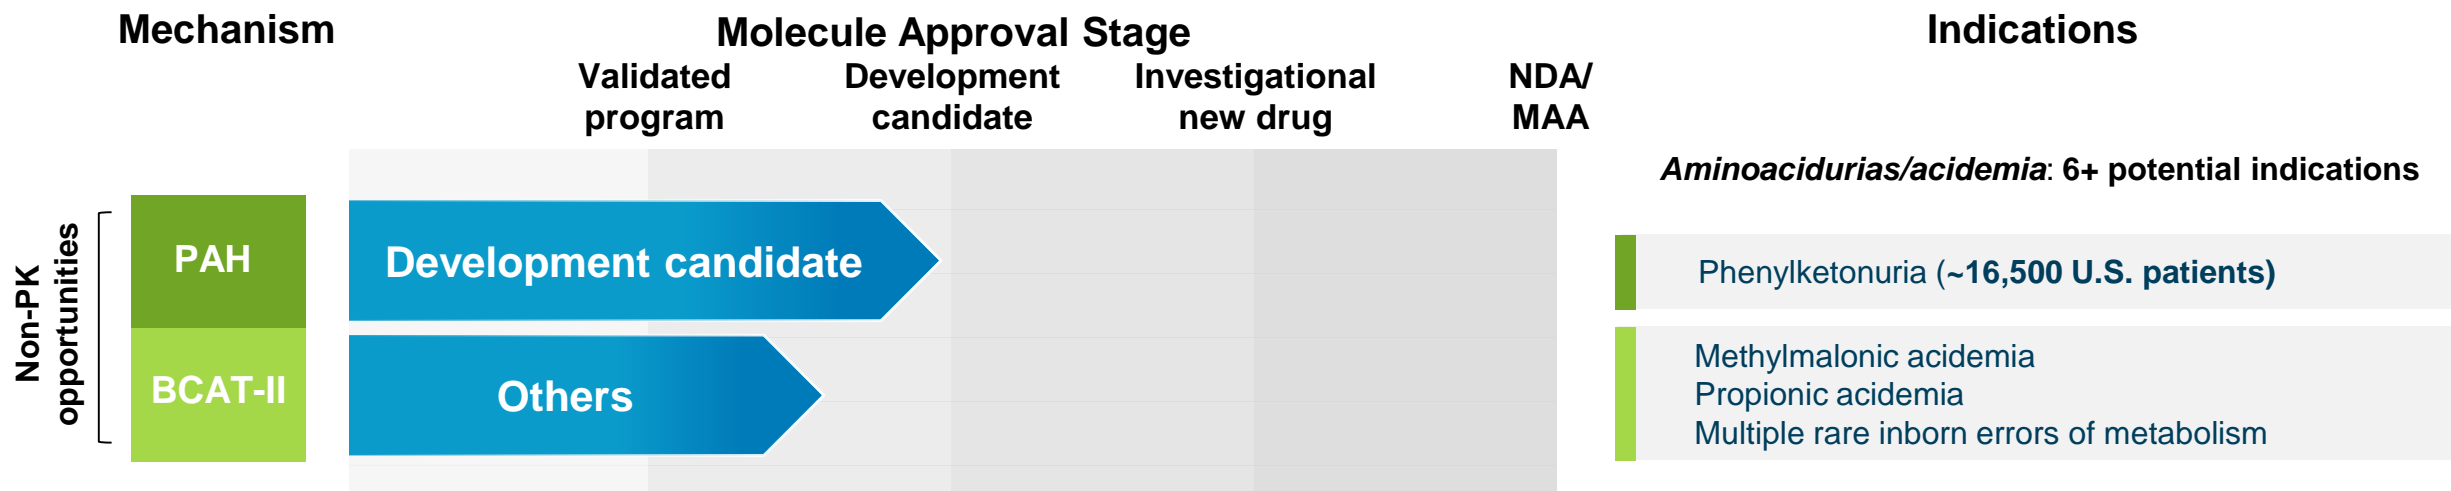 Mechanism
Molecule Approval Stage
Indications
Validated
program
Development
candidate
Investigational
new drug
NDA/
MAA
Aminoacidurias/acidemia: 6+ potential indications
Non-PK
opportunities
PAH
Development candidate
Phenylketonuria (~16,500 U.S. patients)
BCAT-II
Others
Methylmalonic acidemia
Propionic acidemia
Multiple rare inborn errors of metabolism